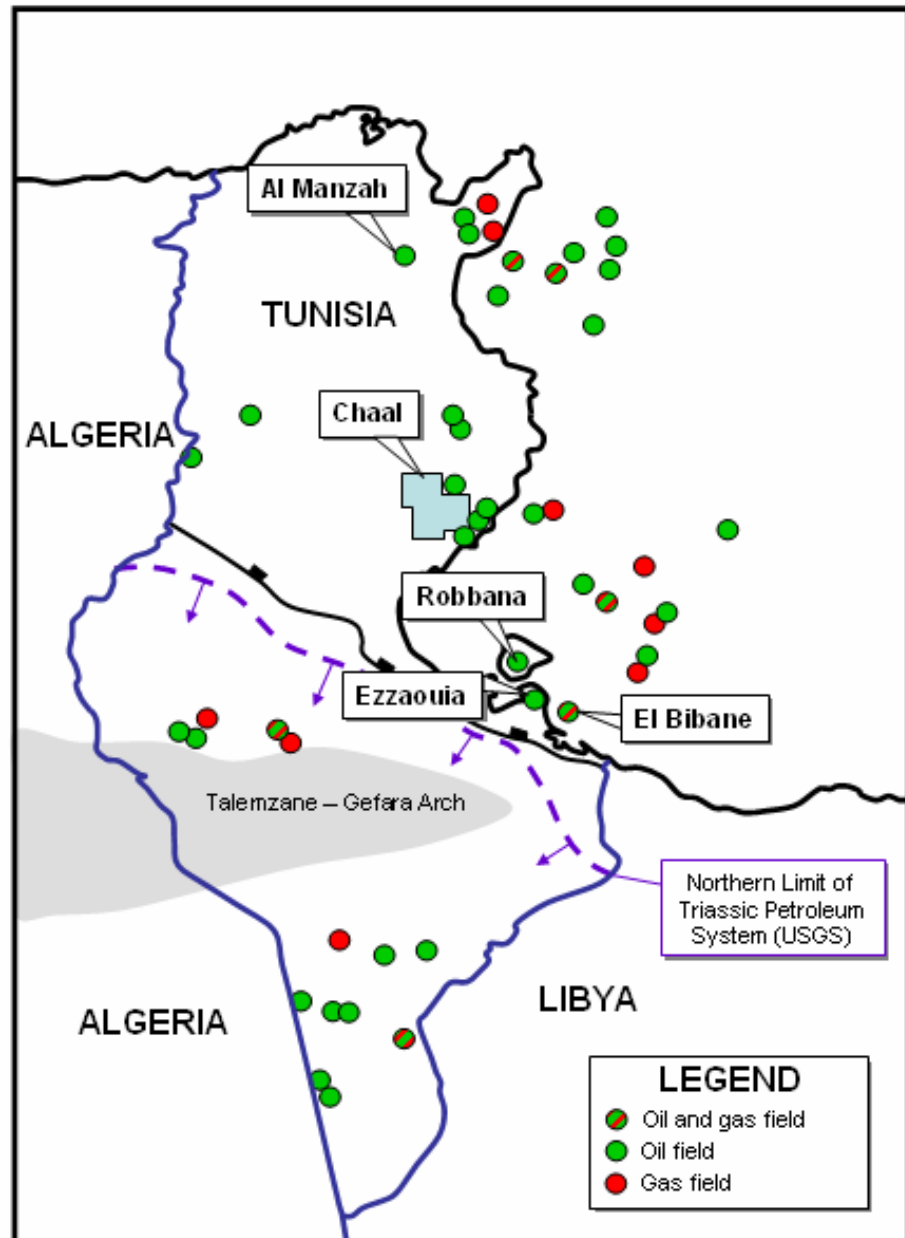 Al Manzah
TUNISIA
Chaal
ALGERIA
Robbana
Ezzaouia
El Bibane
Talemzane – Gefara Arch
Northern Limit of
Triassic Petroleum
System (USGS)
ALGERIA
LIBYA
LEGEND
Oil and gas field
Oil field
Gas field